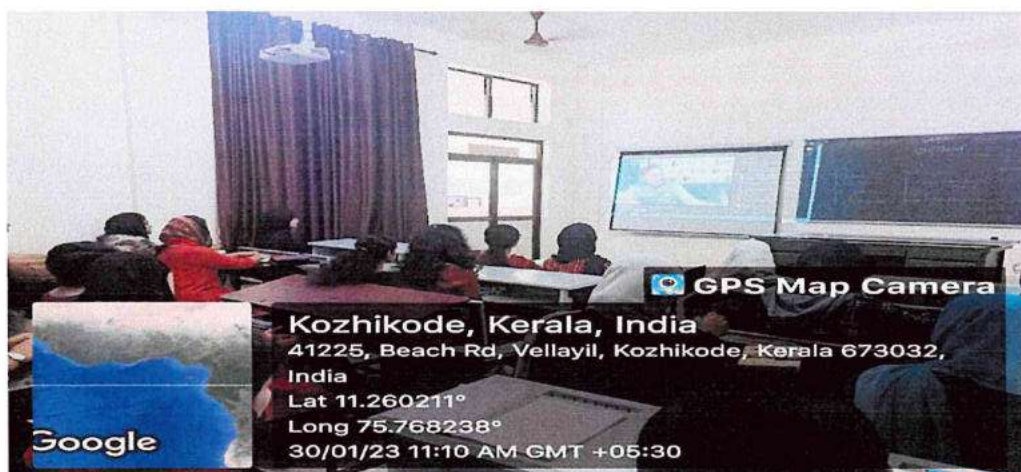 GPS Map Camera
Kozhikode, Kerala, India
41225, Beach Rd, Vellayil, Kozhikode, Kerala 673032,
India
Lat 11.260211°
Long 75.768238°
30/01/23 11:10 AM GMT +05:30
Google